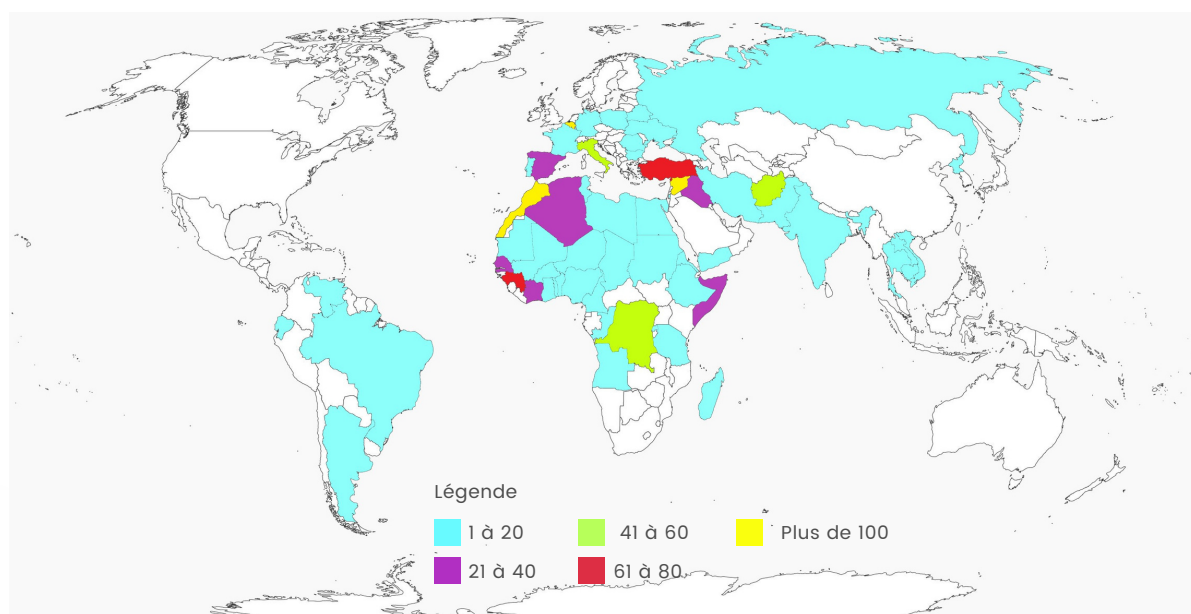 Légende
1 à 20
41 à 60
Plus de 100
21 à 40
61 à 80